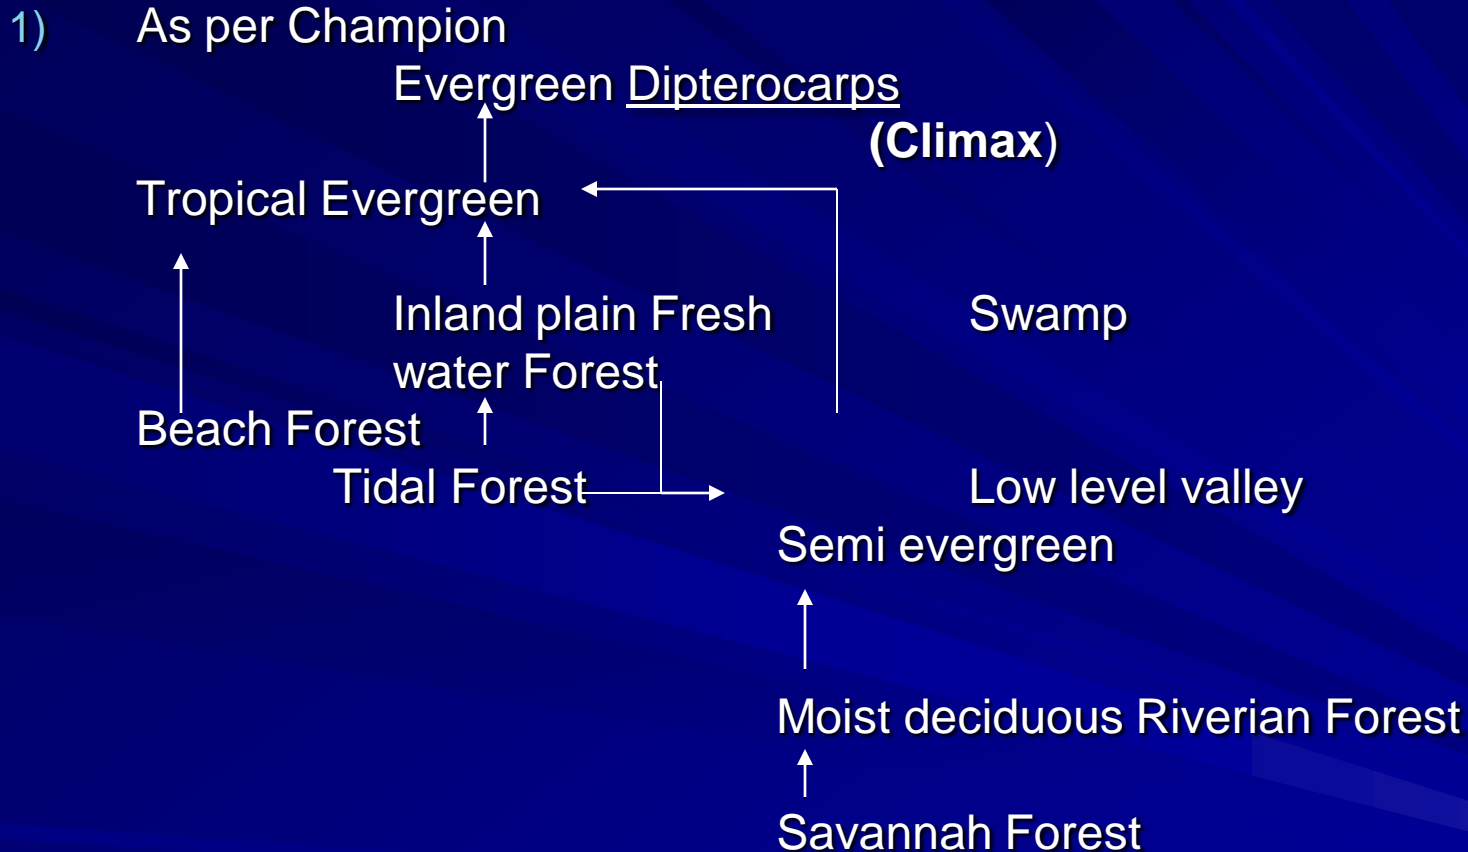 1) As per Champion
Evergreen Dipterocarps
(Climax)
Tropical Evergreen
Inland plain Fresh Swamp
water Forest
Beach Forest
Tidal Forest Low level valley
Semi evergreen
Moist deciduous Riverian Forest
Savannah Forest